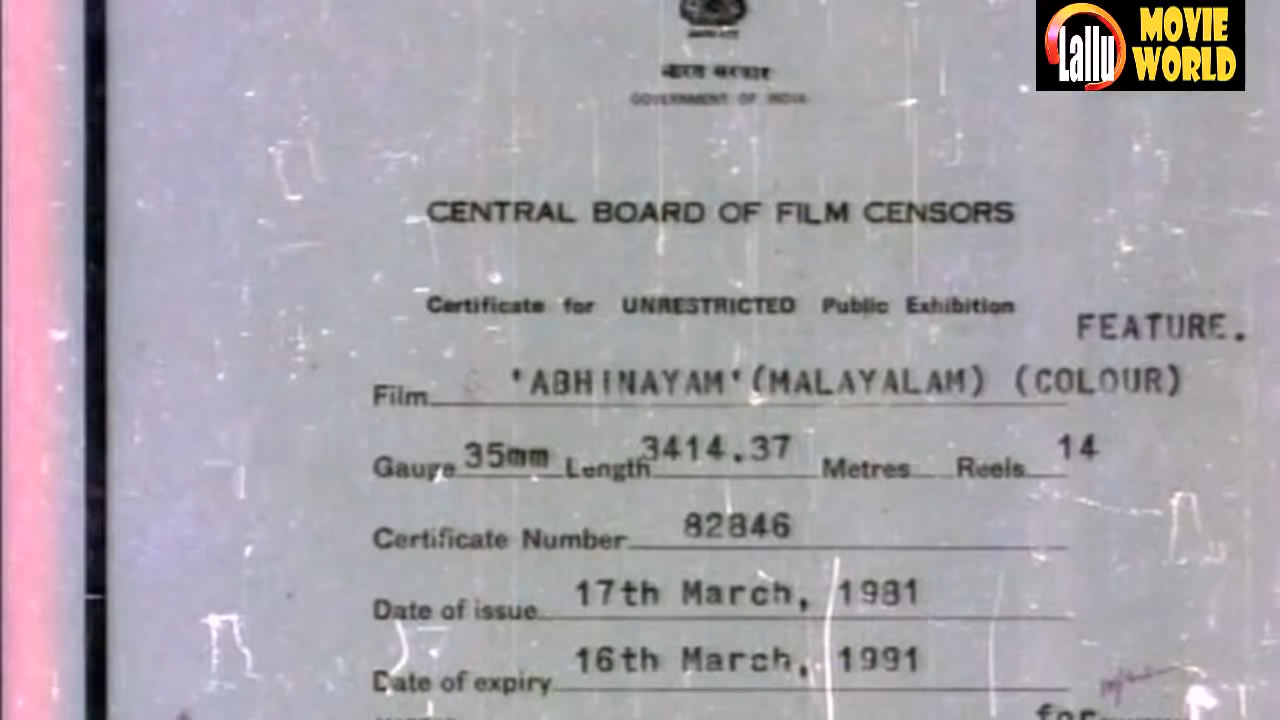 Lallu MOVIE WORLD
भारत सरकार
GOVERNMENT OF INDIA
CENTRAL BOARD OF FILM CENSORS
Certificate for UNRESTRICTED Public Exhibition
FEATURE.
Film 'ABHINAYAM' (MALAYALAM) (COLOUR)
Gauge 35mm Length 3414.37 Metres Reels 14
Certificate Number 82846
Date of issue 17th March, 1981
Date of expiry 16th March, 1991
for